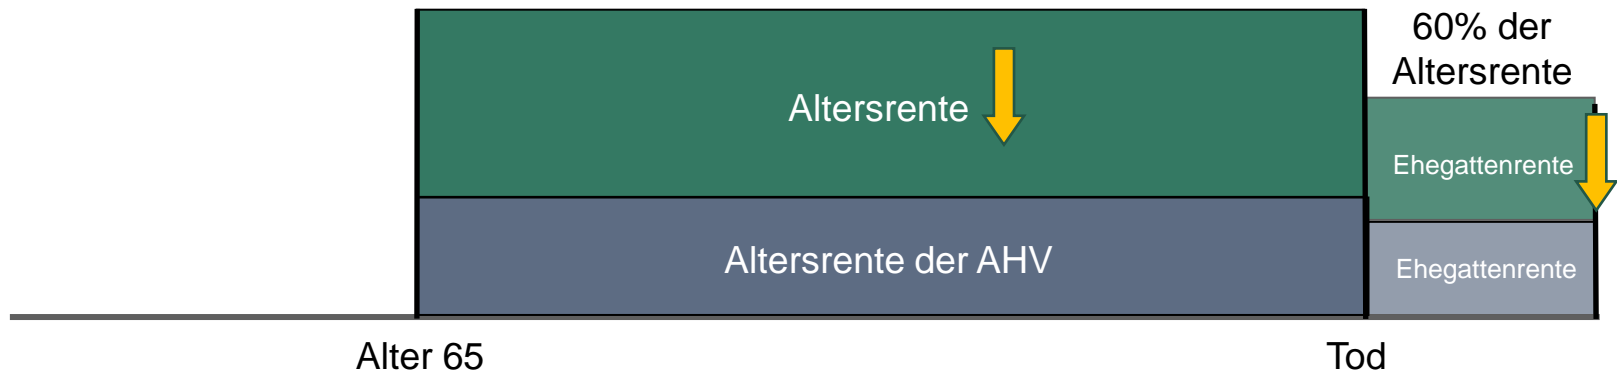 60% der
Altersrente
Altersrente
Ehegattenrente
Altersrente der AHV
Ehegattenrente
Alter 65
Tod